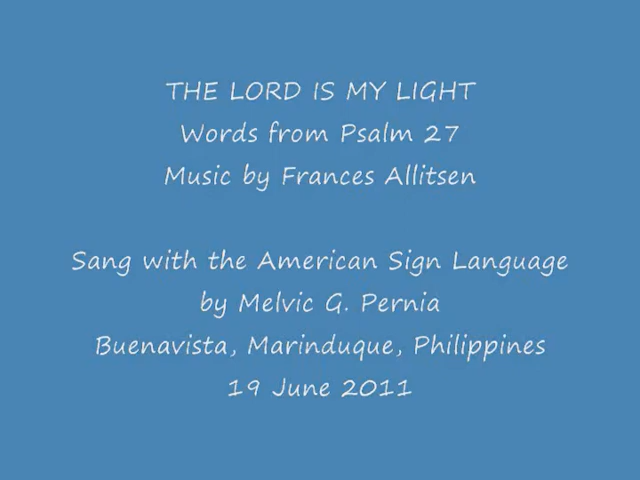 THE LORD IS MY LIGHT
Words from Psalm 27
Music by Frances Allitsen
Sang with the American Sign Language
by Melvic G. Pernia
Buenavista, Marinduque, Philippines
19 June 2011